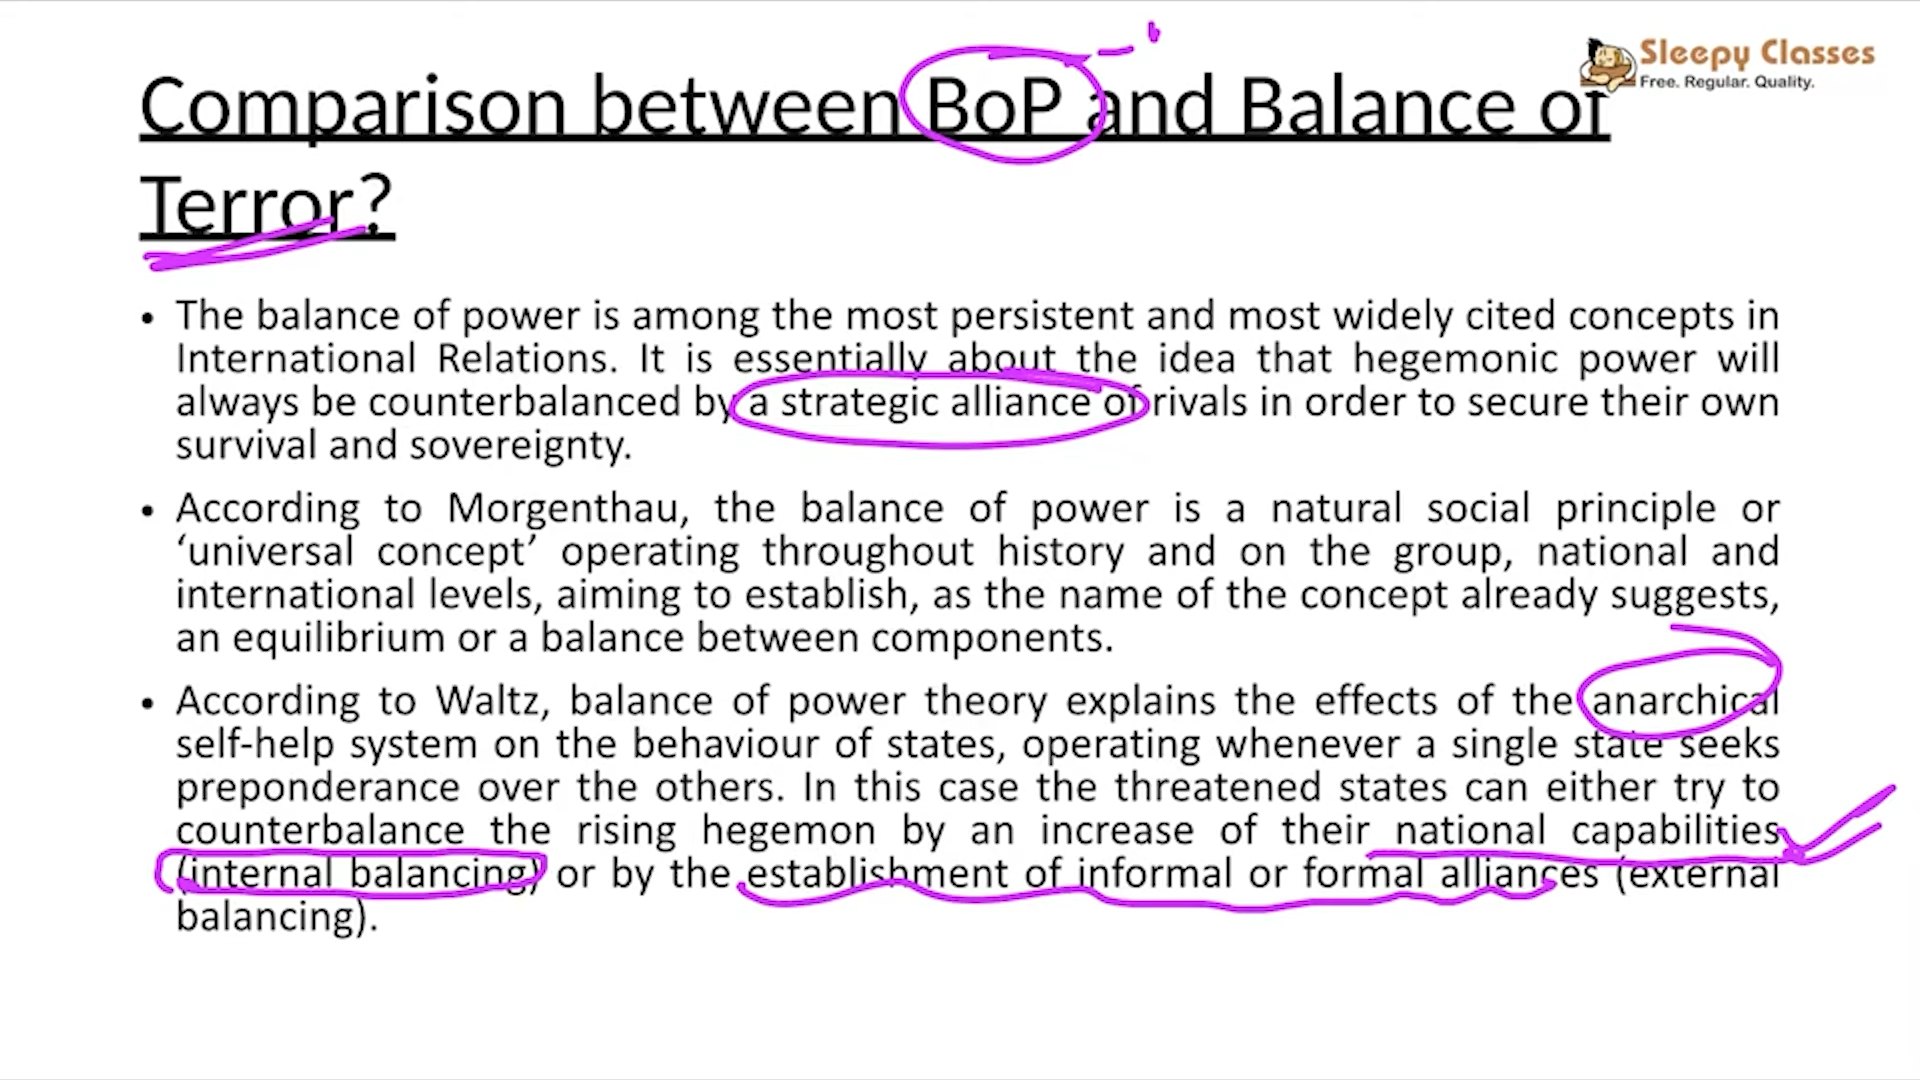 Sleepy Classes
Free. Regular. Quality.
Comparison between BoP and Balance of
Terror?
• The balance of power is among the most persistent and most widely cited concepts in
International Relations. It is essentially about the idea that hegemonic power will
always be counterbalanced by a strategic alliance of rivals in order to secure their own
survival and sovereignty.
• According to Morgenthau, the balance of power is a natural social principle or
‘universal concept’ operating throughout history and on the group, national and
international levels, aiming to establish, as the name of the concept already suggests,
an equilibrium or a balance between components.
• According to Waltz, balance of power theory explains the effects of the anarchical
self-help system on the behaviour of states, operating whenever a single state seeks
preponderance over the others. In this case the threatened states can either try to
counterbalance the rising hegemon by an increase of their national capabilities
(internal balancing) or by the establishment of informal or formal alliances (external
balancing).